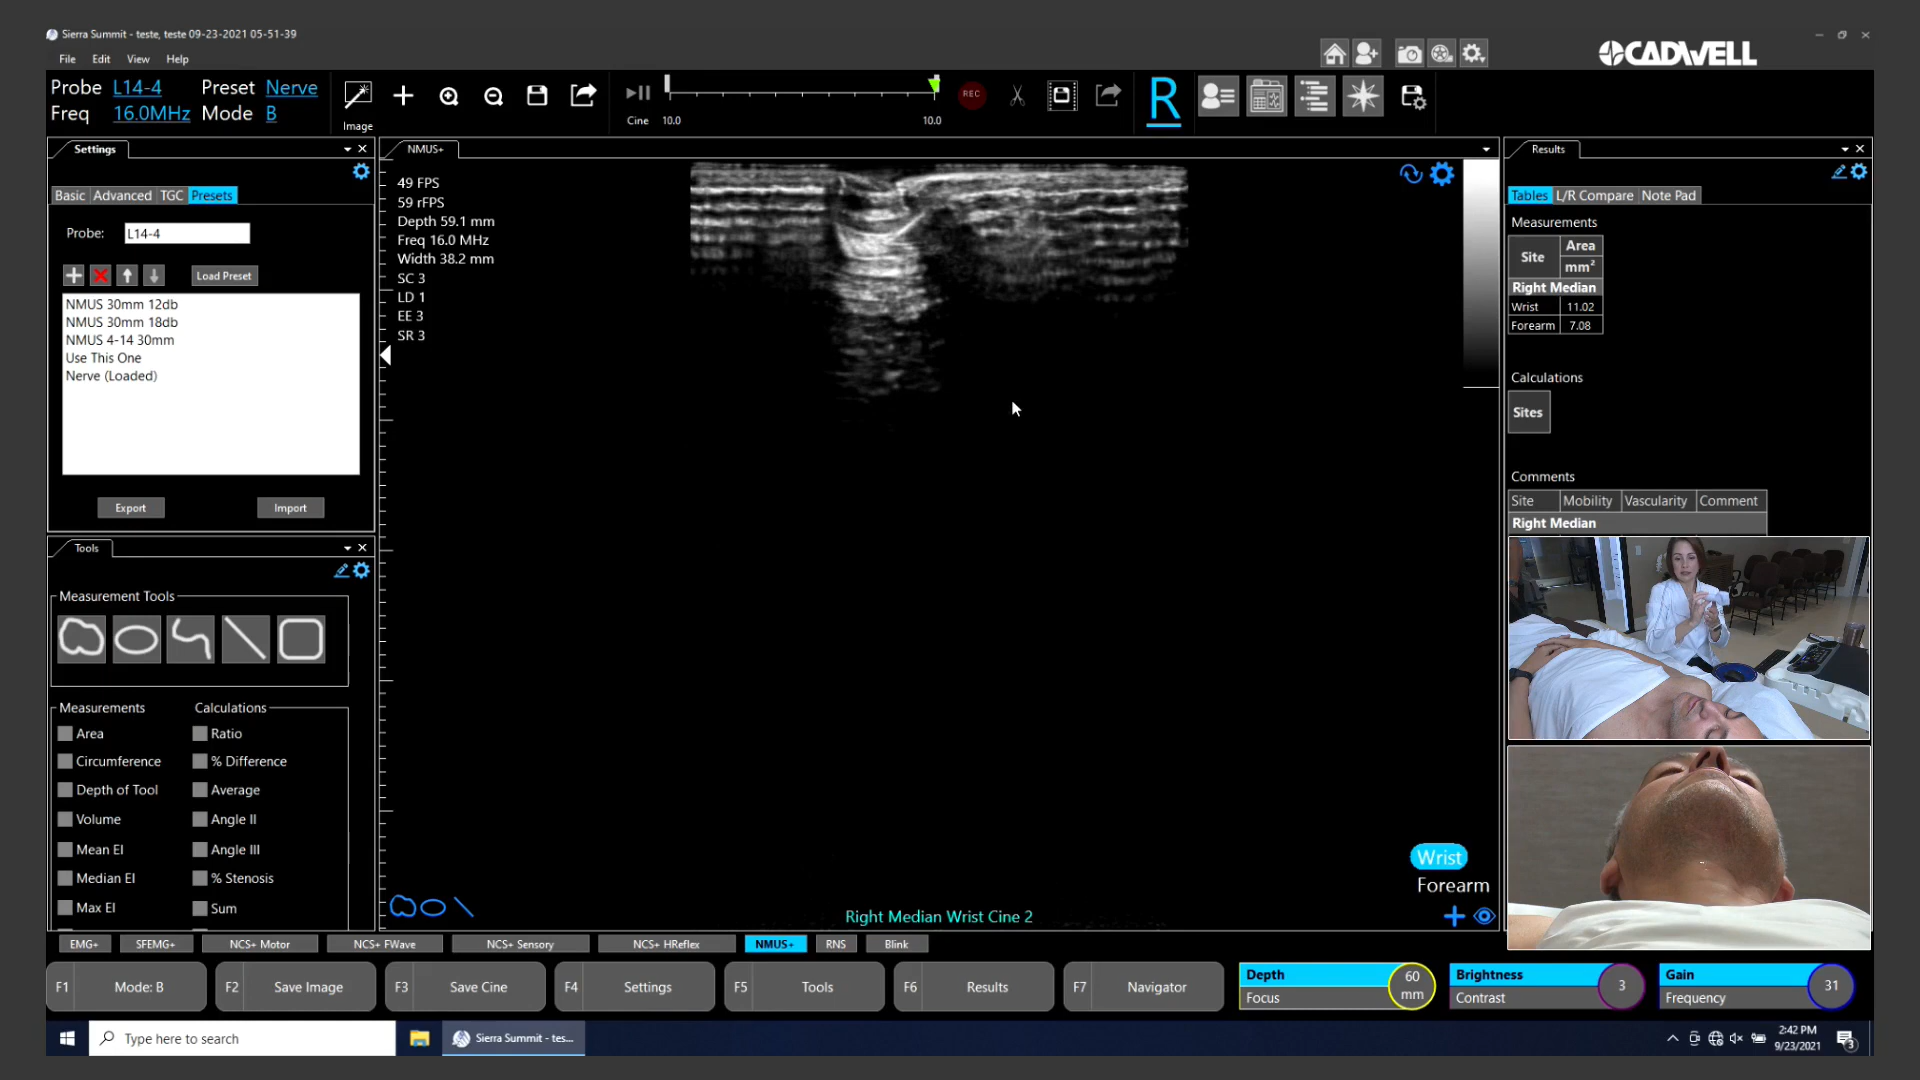 Sierra Summit - teste, teste 09-23-2021 05-51-39
File Edit View Help
CADWELL
Probe L14-4 Preset Nerve
Freq 16.0MHz Mode B
Image
Cine 10.0 10.0
REC
R
Settings
Basic Advanced TGC Presets
Probe: L14-4
Load Preset
NMUS 30mm 12db
NMUS 30mm 18db
NMUS 4-14 30mm
Use This One
Nerve (Loaded)
Export Import
Tools
Measurement Tools
Measurements Calculations
Area Ratio
Circumference % Difference
Depth of Tool Average
Volume Angle II
Mean EI Angle III
Median EI % Stenosis
Max EI Sum
NMUS+
49 FPS
59 rFPS
Depth 59.1 mm
Freq 16.0 MHz
Width 38.2 mm
SC 3
LD 1
EE 3
SR 3
Wrist
Forearm
Right Median Wrist Cine 2
Results
Tables L/R Compare Note Pad
Measurements
Site Area
mm²
Right Median
Wrist 11.02
Forearm 7.08
Calculations
Sites
Comments
Site Mobility Vascularity Comment
Right Median
EMG+ SFEMG+ NCS+ Motor NCS+ FWave NCS+ Sensory NCS+ HReflex NMUS+ RNS Blink
F1 Mode: B F2 Save Image F3 Save Cine F4 Settings F5 Tools F6 Results F7 Navigator
Depth 60 mm Focus
Brightness 3 Contrast
Gain 31 Frequency
Type here to search
Sierra Summit - tes...
2:42 PM
9/23/2021
3